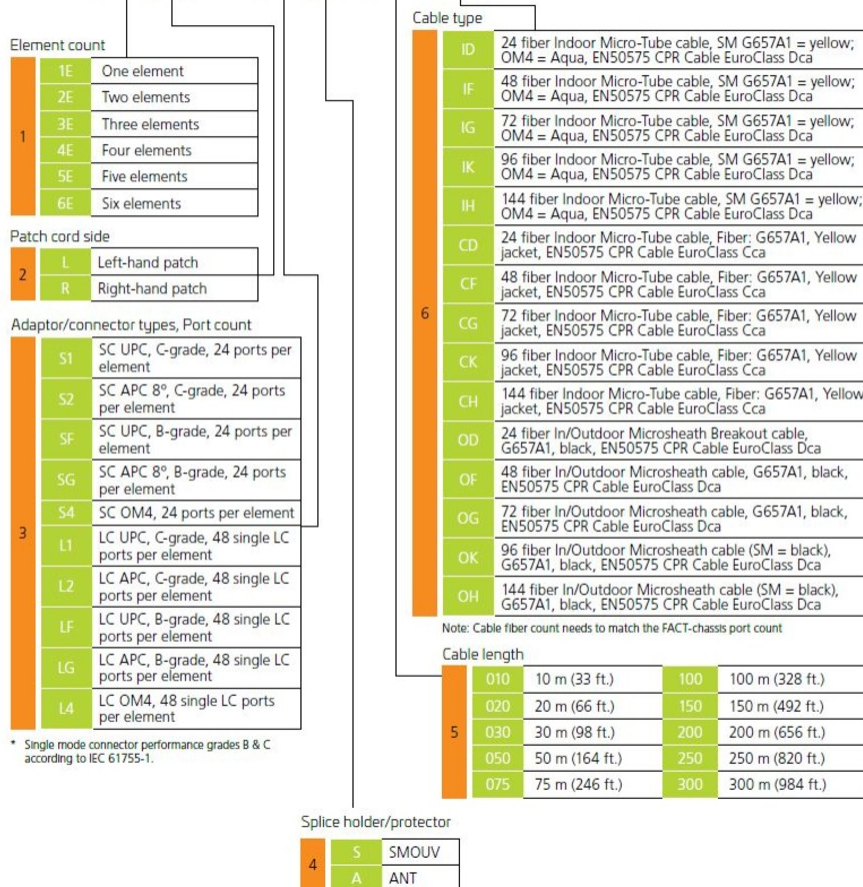 Element count
1
1E One element
2E Two elements
3E Three elements
4E Four elements
5E Five elements
6E Six elements
Patch cord side
2
L Left-hand patch
R Right-hand patch
Adaptor/connector types, Port count
3
S1 SC UPC, C-grade, 24 ports per
element
S2 SC APC 8º, C-grade, 24 ports
per element
SF SC UPC, B-grade, 24 ports per
element
SG SC APC 8º, B-grade, 24 ports
per element
S4 SC OM4, 24 ports per element
L1 LC UPC, C-grade, 48 single LC
ports per element
L2 LC APC, C-grade, 48 single LC
ports per element
LF LC UPC, B-grade, 48 single LC
ports per element
LG LC APC, B-grade, 48 single LC
ports per element
L4 LC OM4, 48 single LC ports
per element
* Single mode connector performance grades B & C
according to IEC 61755-1.
Splice holder/protector
4
S SMOUV
A ANT
Cable type
6
ID 24 fiber Indoor Micro-Tube cable, SM G657A1 = yellow;
OM4 = Aqua, EN50575 CPR Cable EuroClass Dca
IF 48 fiber Indoor Micro-Tube cable, SM G657A1 = yellow;
OM4 = Aqua, EN50575 CPR Cable EuroClass Dca
IG 72 fiber Indoor Micro-Tube cable, SM G657A1 = yellow;
OM4 = Aqua, EN50575 CPR Cable EuroClass Dca
IK 96 fiber Indoor Micro-Tube cable, SM G657A1 = yellow;
OM4 = Aqua, EN50575 CPR Cable EuroClass Dca
IH 144 fiber Indoor Micro-Tube cable, SM G657A1 = yellow;
OM4 = Aqua, EN50575 CPR Cable EuroClass Dca
CD 24 fiber Indoor Micro-Tube cable, Fiber: G657A1, Yellow
jacket, EN50575 CPR Cable EuroClass Cca
CF 48 fiber Indoor Micro-Tube cable, Fiber: G657A1, Yellow
jacket, EN50575 CPR Cable EuroClass Cca
CG 72 fiber Indoor Micro-Tube cable, Fiber: G657A1, Yellow
jacket, EN50575 CPR Cable EuroClass Cca
CK 96 fiber Indoor Micro-Tube cable, Fiber: G657A1, Yellow
jacket, EN50575 CPR Cable EuroClass Cca
CH 144 fiber Indoor Micro-Tube cable, Fiber: G657A1, Yellow
jacket, EN50575 CPR Cable EuroClass Cca
OD 24 fiber In/Outdoor Microsheath Breakout cable,
G657A1, black, EN50575 CPR Cable EuroClass Dca
OF 48 fiber In/Outdoor Microsheath cable, G657A1, black,
EN50575 CPR Cable EuroClass Dca
OG 72 fiber In/Outdoor Microsheath cable, G657A1, black,
EN50575 CPR Cable EuroClass Dca
OK 96 fiber In/Outdoor Microsheath cable (SM = black),
G657A1, black, EN50575 CPR Cable EuroClass Dca
OH 144 fiber In/Outdoor Microsheath cable (SM = black),
G657A1, black, EN50575 CPR Cable EuroClass Dca
Note: Cable fiber count needs to match the FACT-chassis port count
Cable length
5
010 10 m (33 ft.) 100 100 m (328 ft.)
020 20 m (66 ft.) 150 150 m (492 ft.)
030 30 m (98 ft.) 200 200 m (656 ft.)
050 50 m (164 ft.) 250 250 m (820 ft.)
075 75 m (246 ft.) 300 300 m (984 ft.)